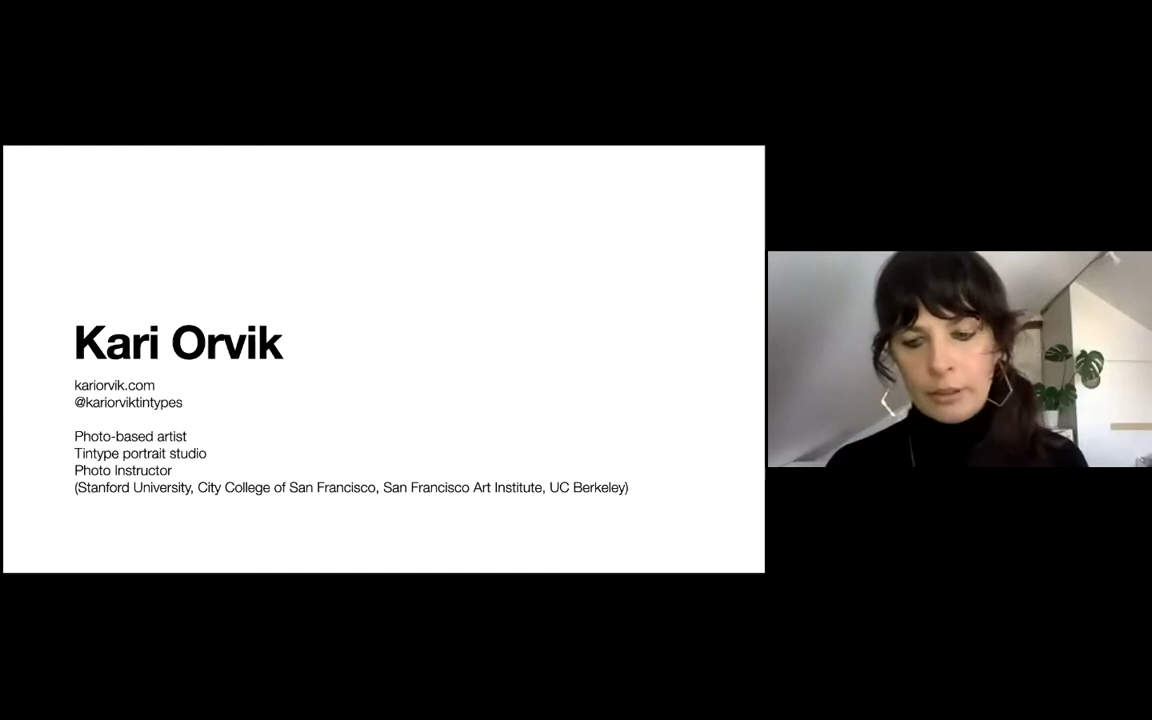 Kari Orvik
kariorvik.com
@kariorviktintypes
Photo-based artist
Tintype portrait studio
Photo Instructor
(Stanford University, City College of San Francisco, San Francisco Art Institute, UC Berkeley)